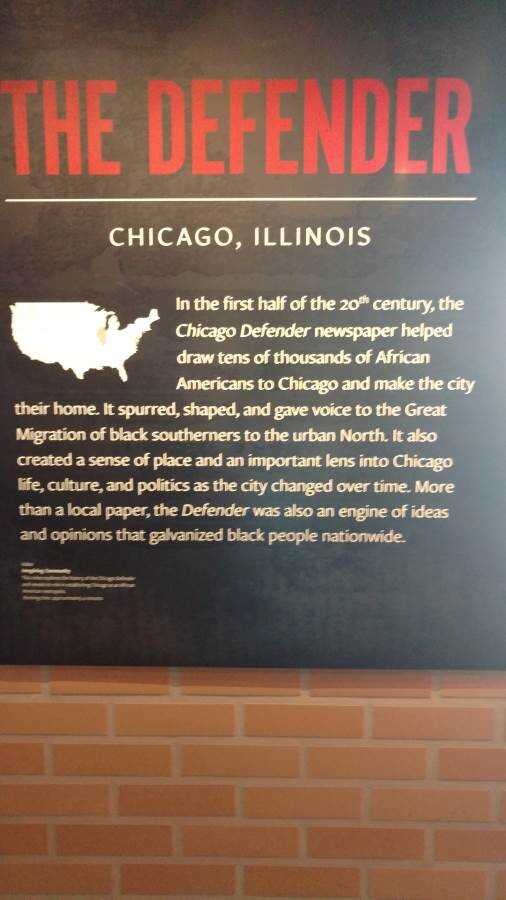 THE DEFENDER
CHICAGO, ILLINOIS
In the first half of the 20th century, the
Chicago Defender newspaper helped
draw tens of thousands of African
Americans to Chicago and make the city
their home. It spurred, shaped, and gave voice to the Great
Migration of black southerners to the urban North. It also
created a sense of place and an important lens into Chicago
life, culture, and politics as the city changed over time. More
than a local paper, the Defender was also an engine of ideas
and opinions that galvanized black people nationwide.